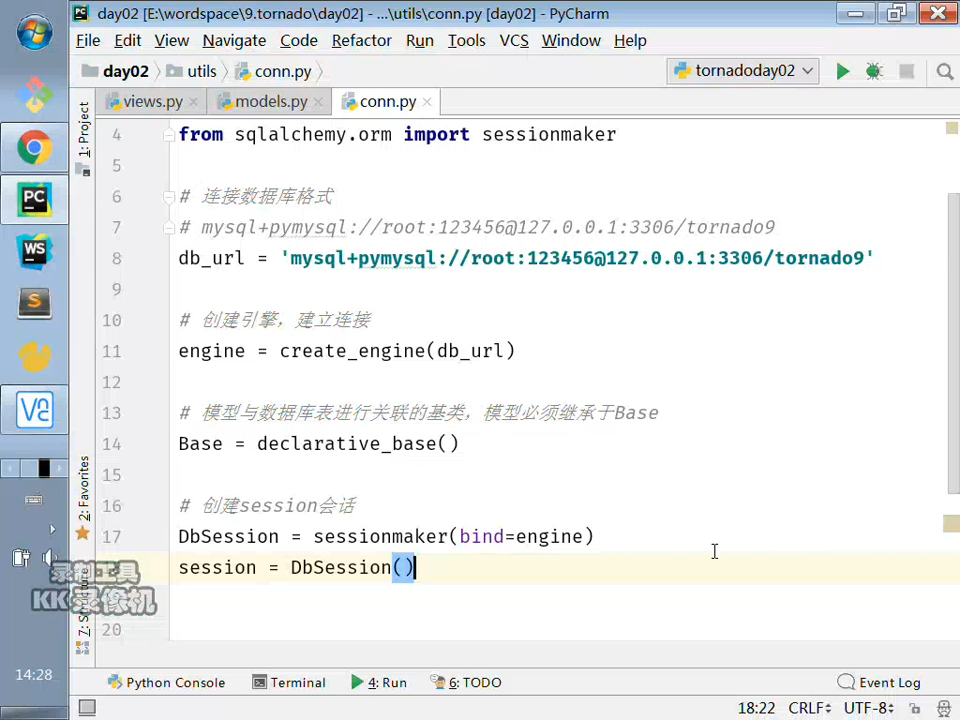 day02 [E:\wordspace\9.tornado\day02] - ...\utils\conn.py [day02] - PyCharm
File Edit View Navigate Code Refactor Run Tools VCS Window Help
day02 utils conn.py tornadoday02
views.py models.py conn.py
1: Project
2: Favorites
7: Structure
4 from sqlalchemy.orm import sessionmaker
5
6 # 连接数据库格式
7 # mysql+pymysql://root:123456@127.0.0.1:3306/tornado9
8 db_url = 'mysql+pymysql://root:123456@127.0.0.1:3306/tornado9'
9
10 # 创建引擎，建立连接
11 engine = create_engine(db_url)
12
13 # 模型与数据库表进行关联的基类，模型必须继承于Base
14 Base = declarative_base()
15
16 # 创建session会话
17 DbSession = sessionmaker(bind=engine)
session = DbSession()
20
录制工具
KK录像机
14:28
Python Console Terminal 4: Run 6: TODO Event Log
18:22 CRLF UTF-8